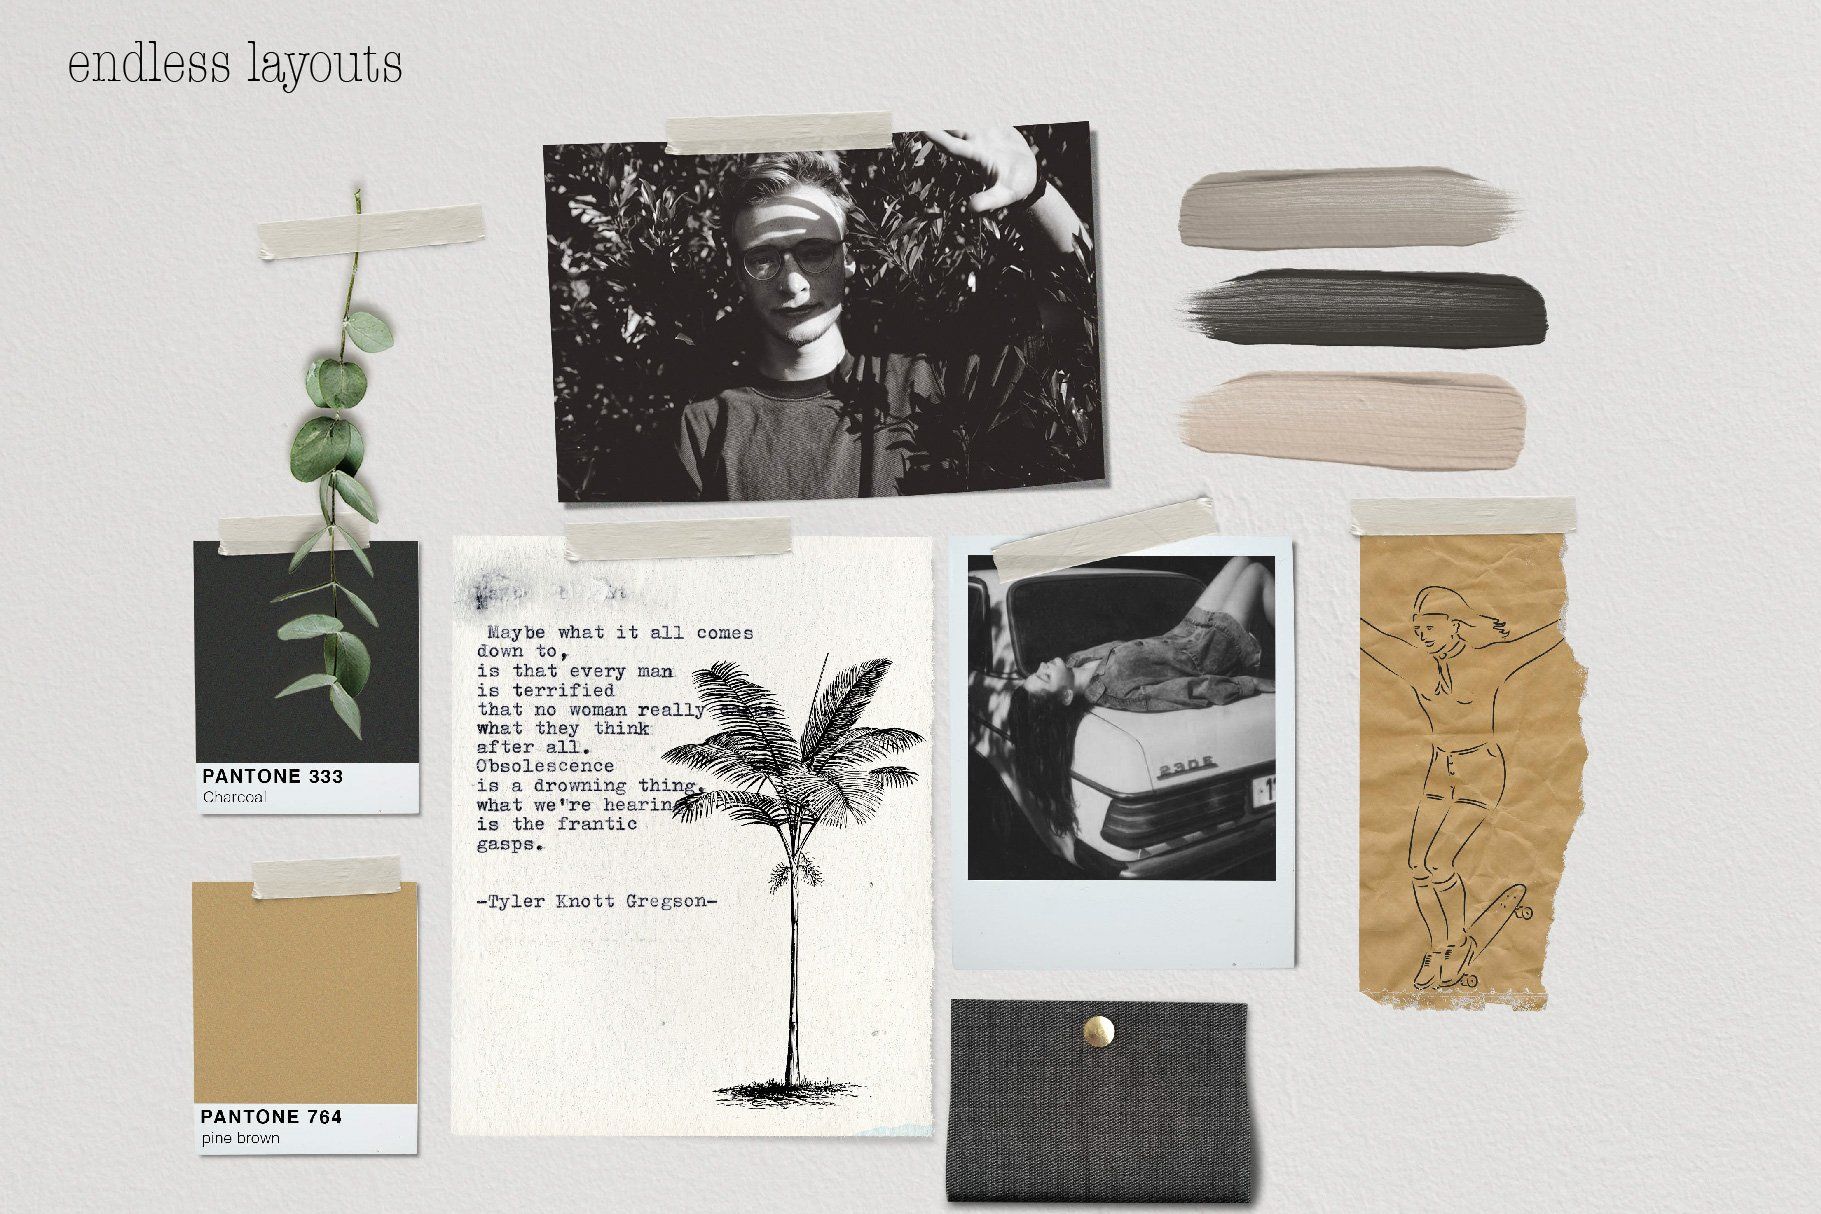 endless layouts
PANTONE 333
Charcoal
PANTONE 764
pine brown
Maybe what it all comes
down to,
is that every man
is terrified
that no woman really
what they think
after all.
Obsolescence
is a drowning thing.
what we're hearing
is the frantic
gasps.
-Tyler Knott Gregson-
230E